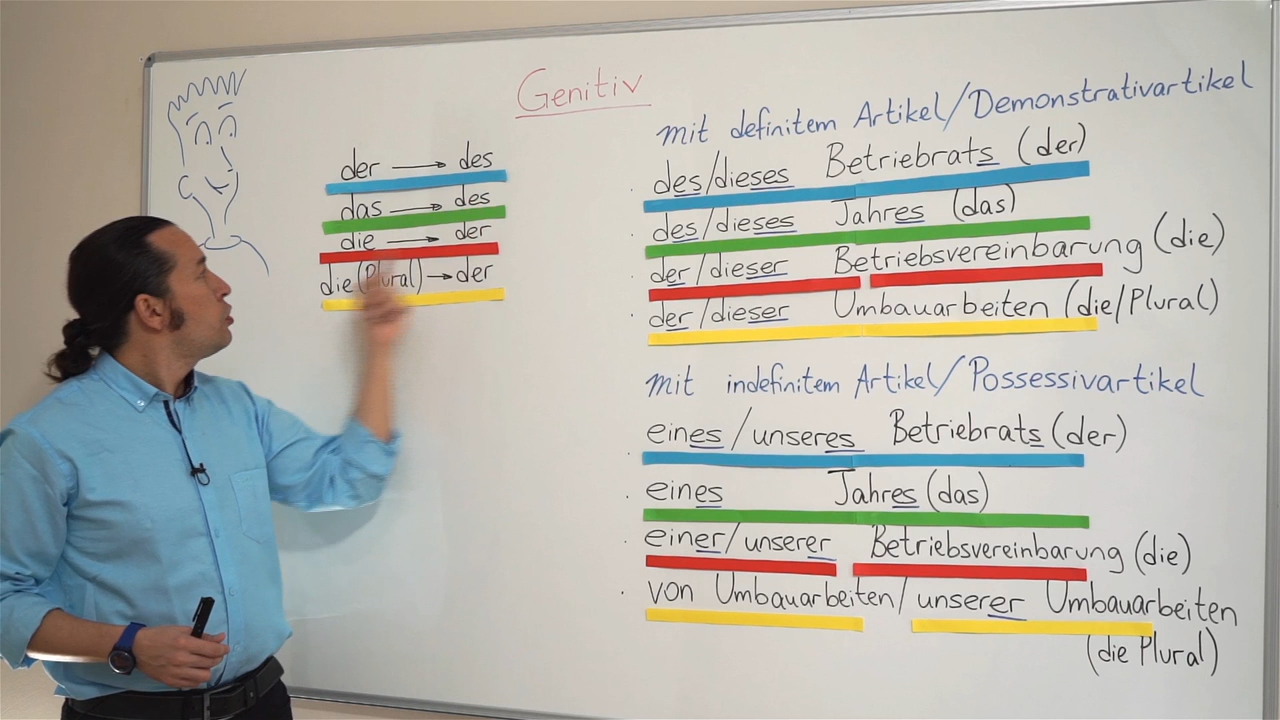 Genitiv
der → des
das → des
die → der
die (Plural) → der
mit definitem Artikel/Demonstrativartikel
des/dieses Betriebrats (der)
des/dieses Jahres (das)
der/dieser Betriebsvereinbarung (die)
der/dieser Umbauarbeiten (die/Plural)
mit indefinitem Artikel/Possessivartikel
eines/unseres Betriebrats (der)
eines Jahres (das)
einer/unserer Betriebsvereinbarung (die)
von Umbauarbeiten/unserer Umbauarbeiten
(die Plural)